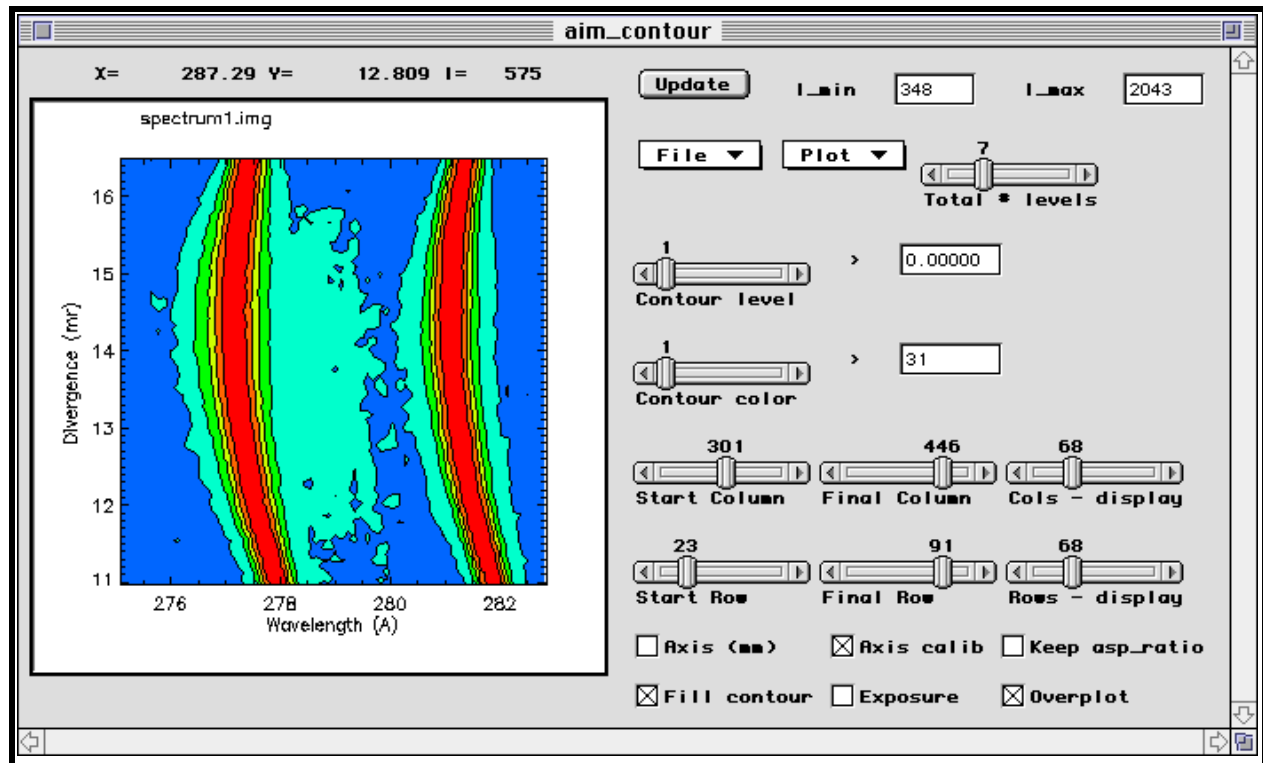 aim_contour
X= 287.29 Y= 12.809 I= 575
Update I_min 348 I_max 2043
spectrum1.img
File ▼ Plot ▼ 7
Total # levels
16
15
14
13
12
11
Divergence (mr)
276 278 280 282
Wavelength (A)
1 > 0.00000
Contour level
1 > 31
Contour color
301 446 68
Start Column Final Column Cols - display
23 91 68
Start Row Final Row Rows - display
Axis (mm) Axis calib Keep asp_ratio
Fill contour Exposure Overplot